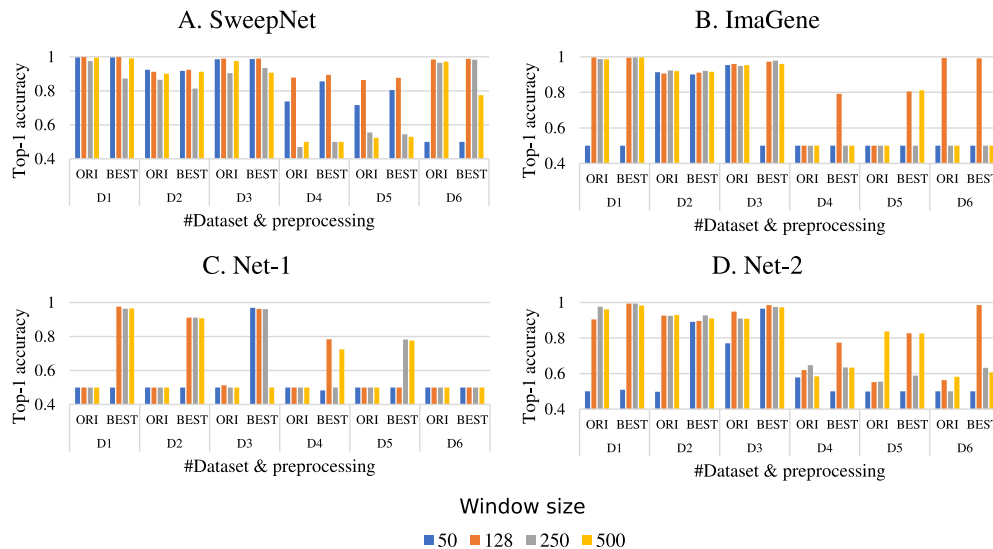 A. SweepNet
Top-1 accuracy
1
0.8
0.6
0.4
ORI BEST ORI BEST ORI BEST ORI BEST ORI BEST ORI BEST
D1 D2 D3 D4 D5 D6
#Dataset & preprocessing
B. ImaGene
Top-1 accuracy
1
0.8
0.6
0.4
ORI BEST ORI BEST ORI BEST ORI BEST ORI BEST ORI BEST
D1 D2 D3 D4 D5 D6
#Dataset & preprocessing
C. Net-1
Top-1 accuracy
1
0.8
0.6
0.4
ORI BEST ORI BEST ORI BEST ORI BEST ORI BEST ORI BEST
D1 D2 D3 D4 D5 D6
#Dataset & preprocessing
D. Net-2
Top-1 accuracy
1
0.8
0.6
0.4
ORI BEST ORI BEST ORI BEST ORI BEST ORI BEST ORI BEST
D1 D2 D3 D4 D5 D6
#Dataset & preprocessing
Window size
50 128 250 500